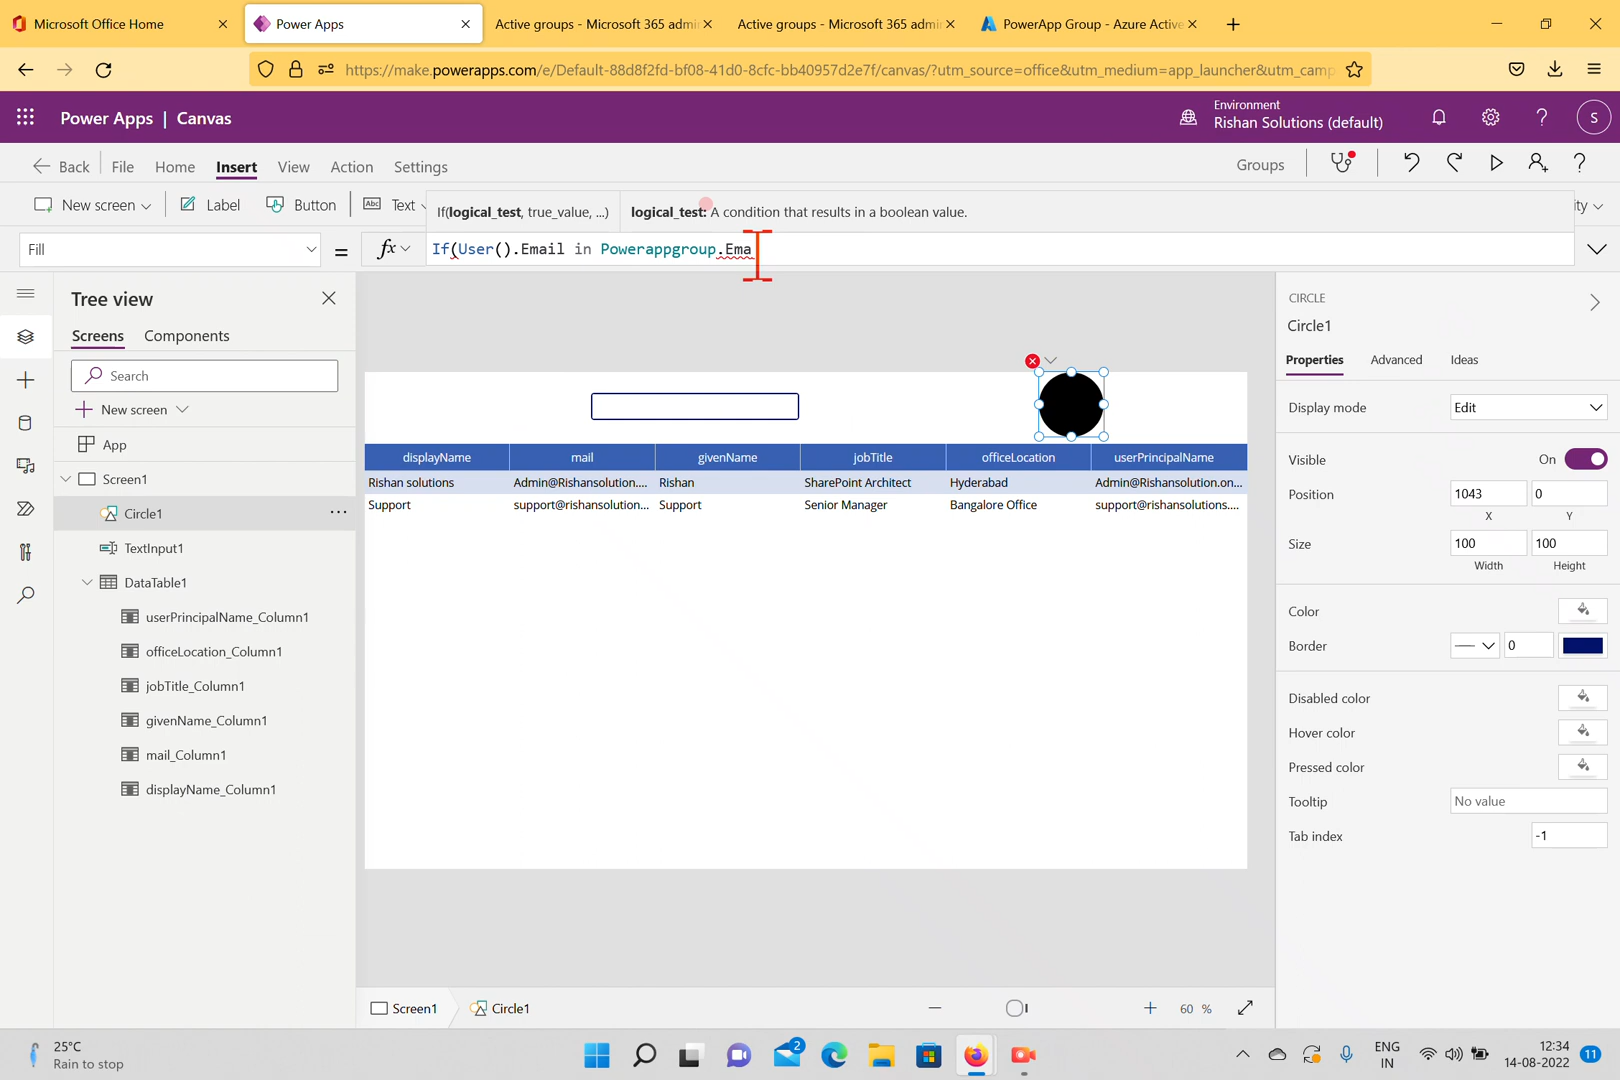 Microsoft Office Home
Power Apps
Active groups - Microsoft 365 admi
Active groups - Microsoft 365 admi
PowerApp Group - Azure Active
https://make.powerapps.com/e/Default-88d8f2fd-bf08-41d0-8cfc-bb40957d2e7f/canvas/?utm_source=office&utm_medium=app_launcher&utm_camp
Power Apps | Canvas
Environment
Rishan Solutions (default)
S
Back File Home Insert View Action Settings
Groups
New screen Label Button Abc Text
If(logical_test, true_value, ...) logical_test: A condition that results in a boolean value.
ity
Fill = fx If(User().Email in Powerappgroup.Ema
Tree view
Screens Components
Search
New screen
App
Screen1
Circle1 ...
TextInput1
DataTable1
userPrincipalName_Column1
officeLocation_Column1
jobTitle_Column1
givenName_Column1
mail_Column1
displayName_Column1
displayName mail givenName jobTitle officeLocation userPrincipalName
Rishan solutions Admin@Rishansolution.... Rishan SharePoint Architect Hyderabad Admin@Rishansolution.on...
Support support@rishansolution... Support Senior Manager Bangalore Office support@rishansolutions....
Screen1 Circle1
60 %
CIRCLE
Circle1
Properties Advanced Ideas
Display mode Edit
Visible On
Position 1043 0
X Y
Size 100 100
Width Height
Color
Border 0
Disabled color
Hover color
Pressed color
Tooltip No value
Tab index -1
25°C
Rain to stop
2
ENG
IN
12:34
14-08-2022
11